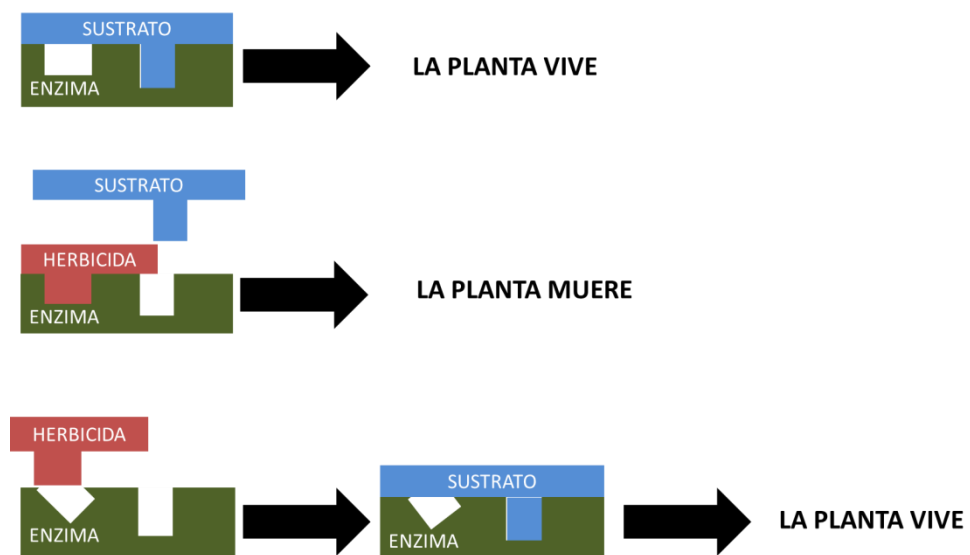 SUSTRATO
ENZIMA
LA PLANTA VIVE
SUSTRATO
HERBICIDA
ENZIMA
LA PLANTA MUERE
HERBICIDA
ENZIMA
SUSTRATO
ENZIMA
LA PLANTA VIVE